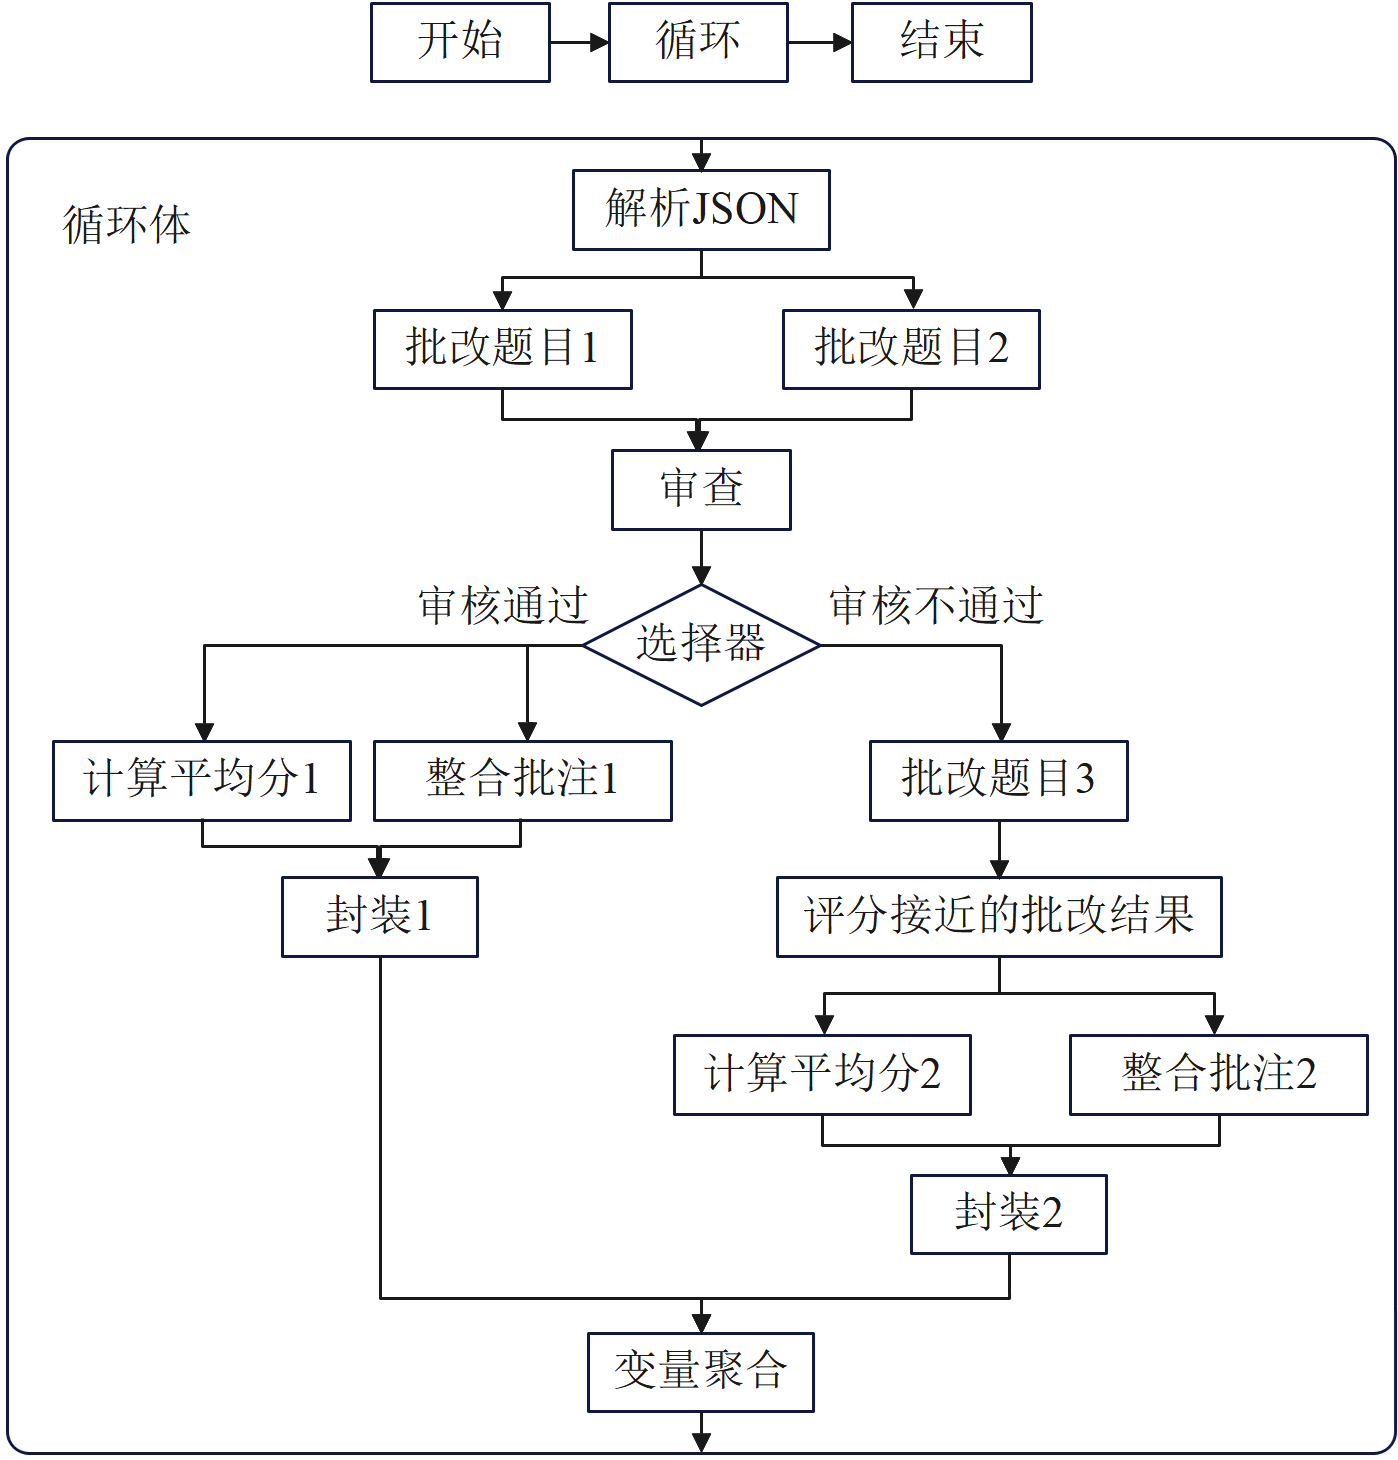 开始
循环
结束
循环体
解析JSON
批改题目1
批改题目2
审查
审核通过
选择器
审核不通过
计算平均分1
整合批注1
批改题目3
封装1
评分接近的批改结果
计算平均分2
整合批注2
封装2
变量聚合